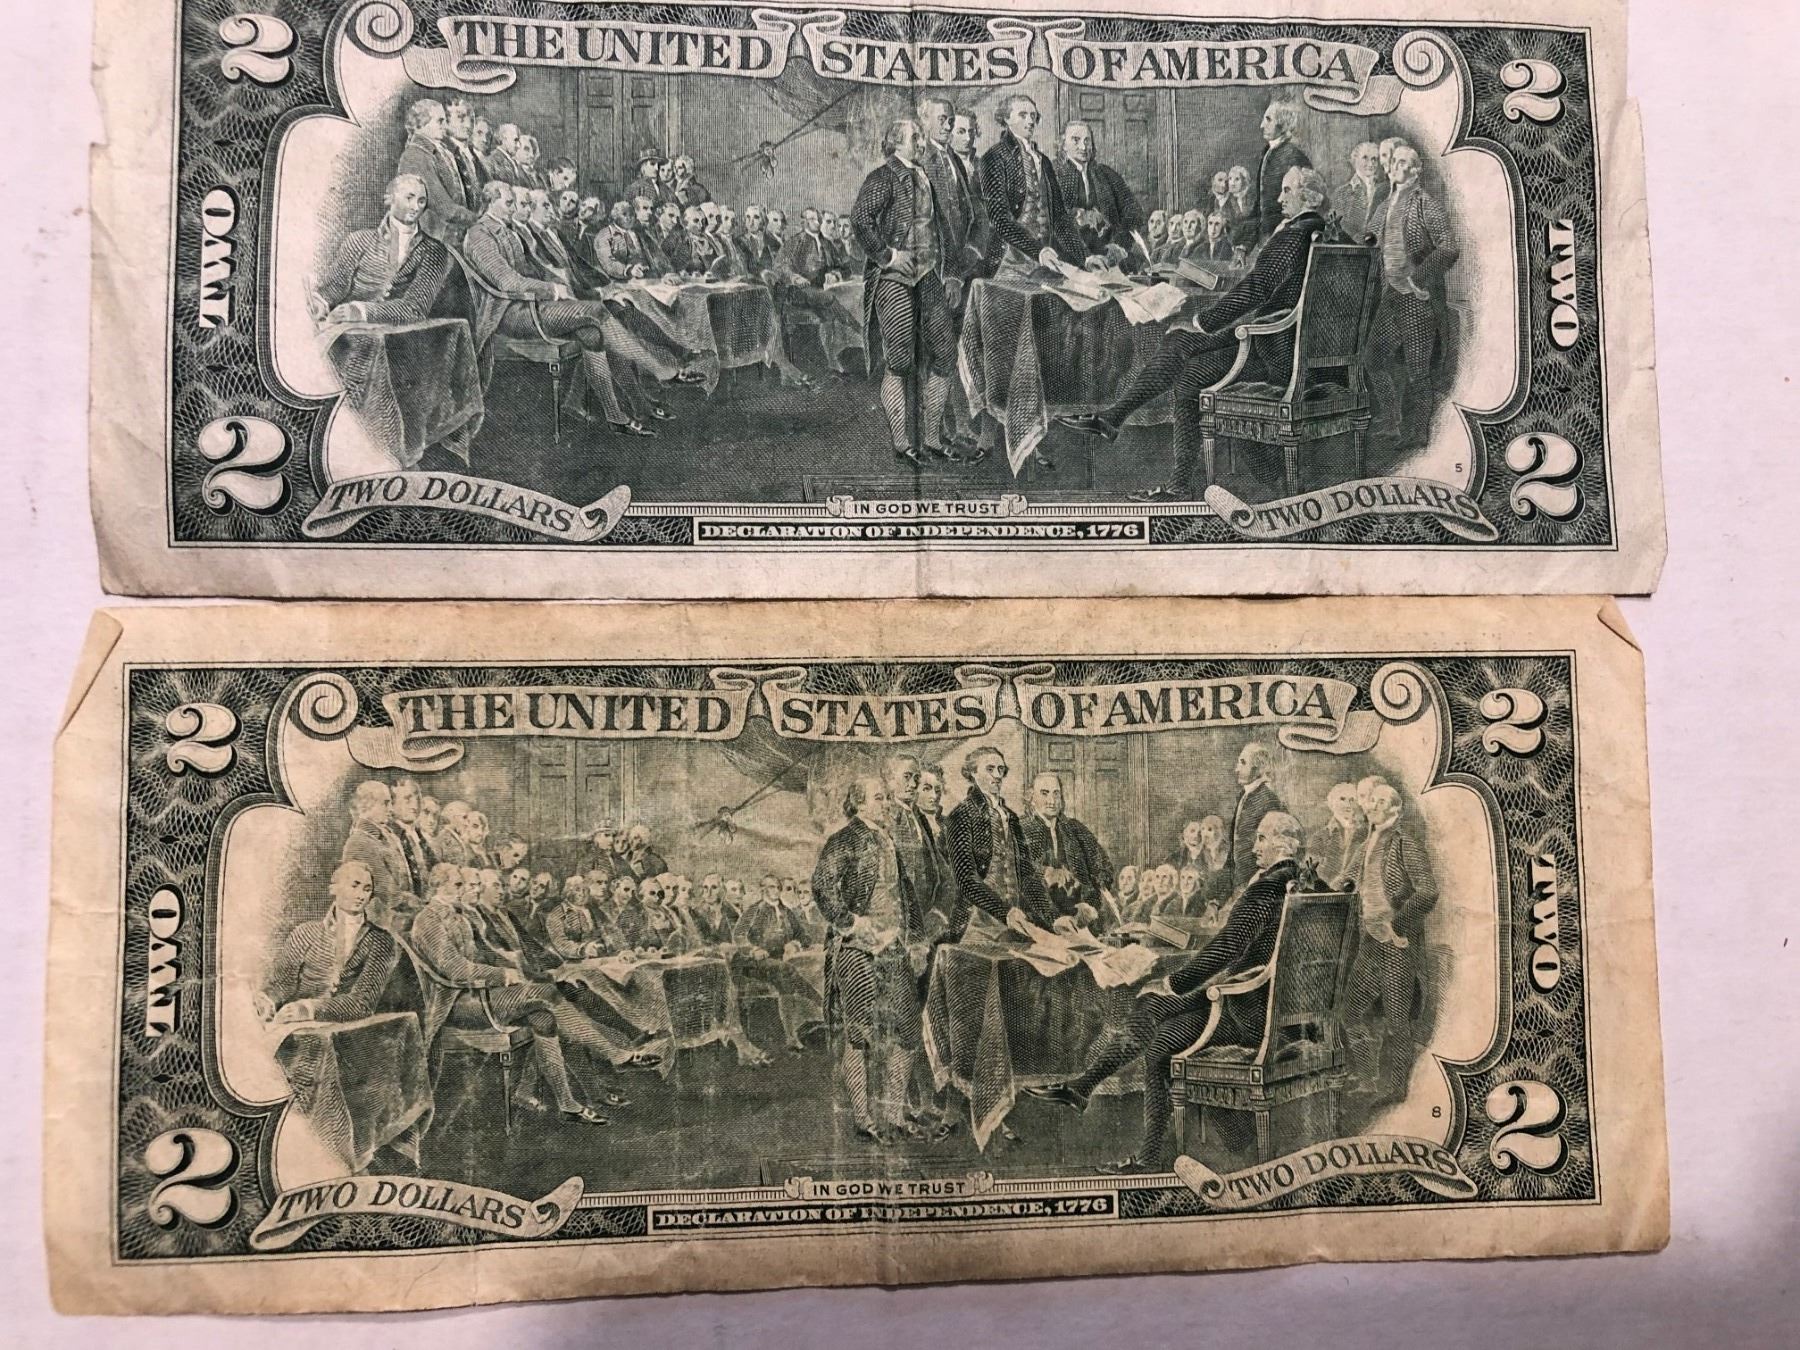 2 THE UNITED STATES OF AMERICA 2
TWO TWO
2 TWO DOLLARS IN GOD WE TRUST TWO DOLLARS 5 2
DECLARATION OF INDEPENDENCE, 1776
2 THE UNITED STATES OF AMERICA 2
TWO TWO
2 TWO DOLLARS IN GOD WE TRUST TWO DOLLARS 8 2
DECLARATION OF INDEPENDENCE, 1776